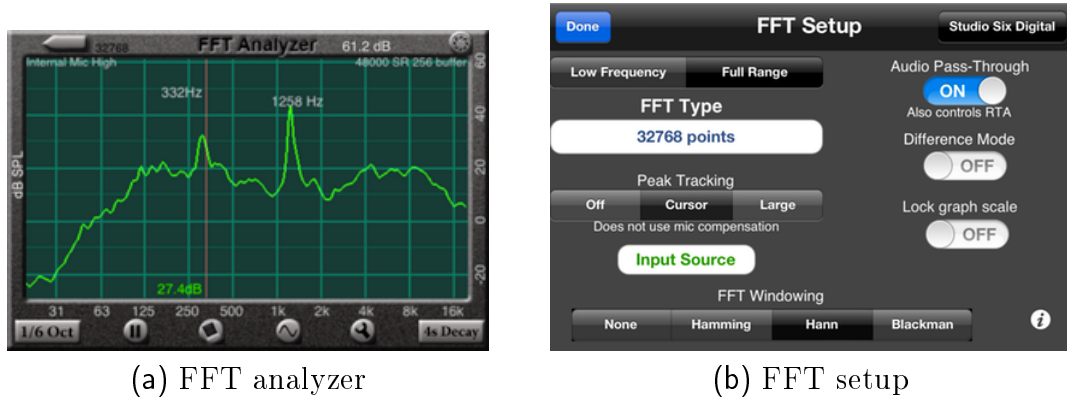 32768
FFT Analyzer
61.2 dB
Internal Mic High
48000 SR 256 buffer
332Hz
1258 Hz
dB SPL
60
40
20
0
-20
27.4dB
31 63 125 250 500 1k 2k 4k 8k 16k
1/6 Oct
4s Decay
(a) FFT analyzer
Done
FFT Setup
Studio Six Digital
Low Frequency
Full Range
Audio Pass-Through
ON
Also controls RTA
FFT Type
32768 points
Difference Mode
OFF
Peak Tracking
Off
Cursor
Large
Does not use mic compensation
Lock graph scale
OFF
Input Source
FFT Windowing
None
Hamming
Hann
Blackman
i
(b) FFT setup